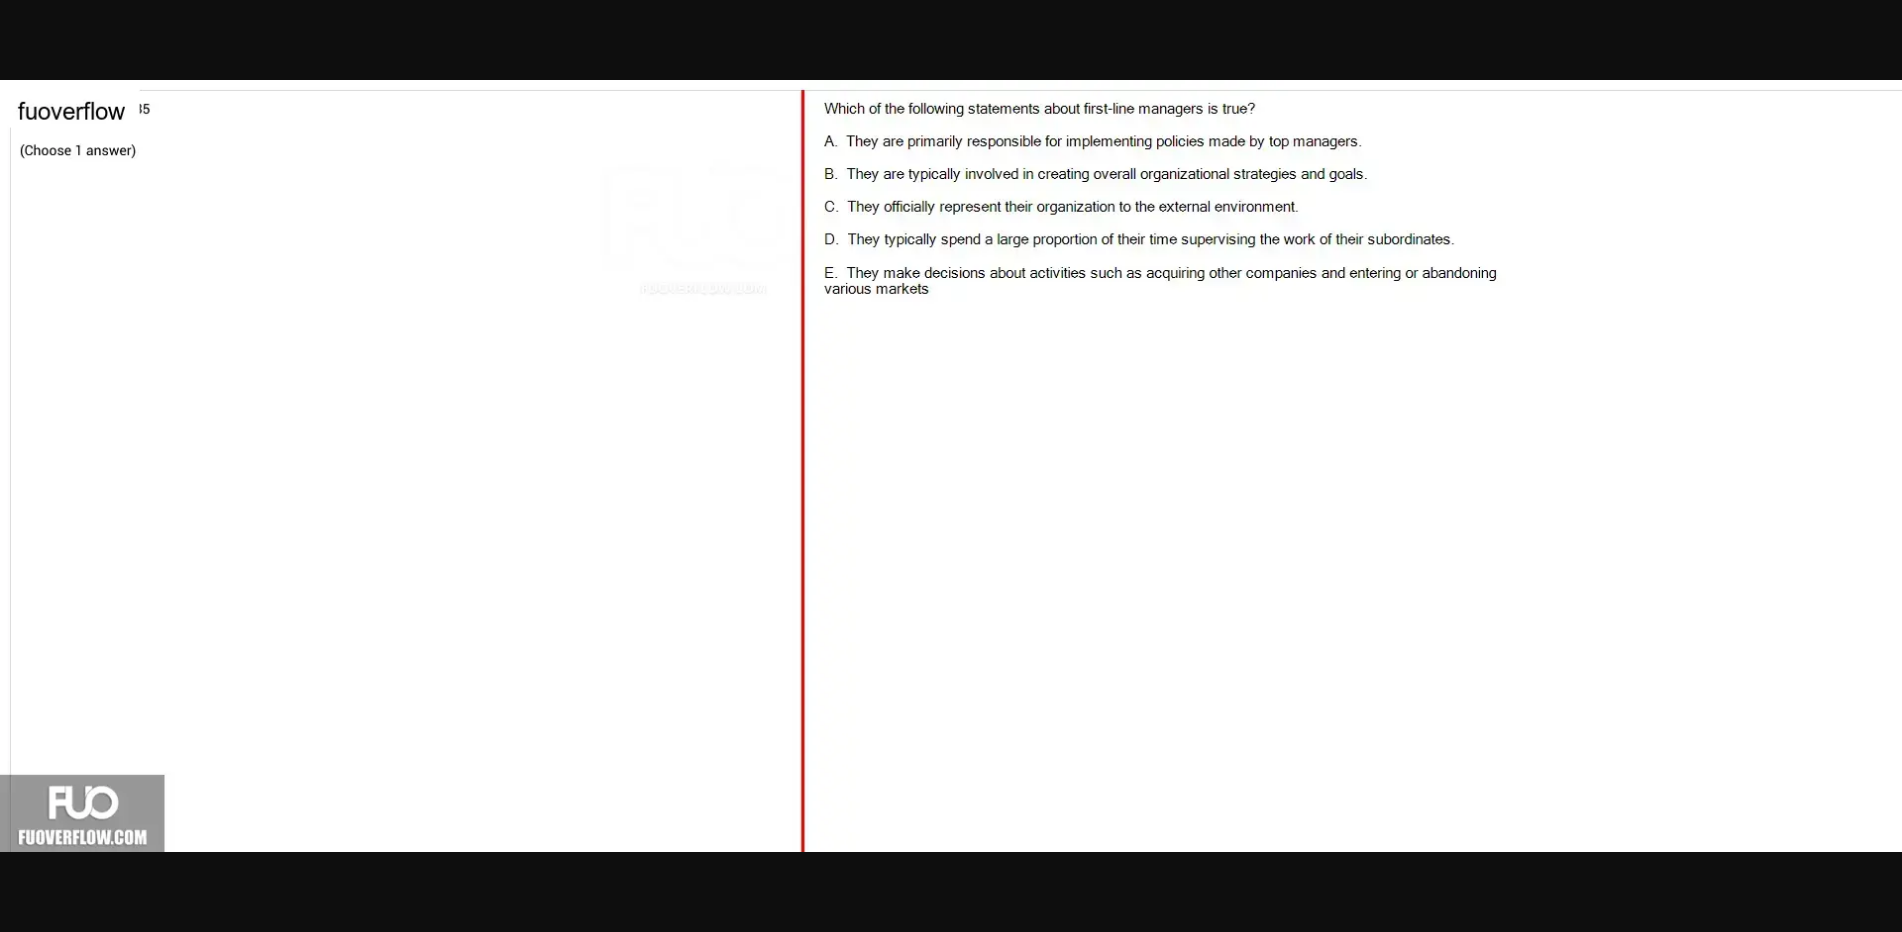 fuoverflow 35
(Choose 1 answer)
Which of the following statements about first-line managers is true?
A. They are primarily responsible for implementing policies made by top managers.
B. They are typically involved in creating overall organizational strategies and goals.
C. They officially represent their organization to the external environment.
D. They typically spend a large proportion of their time supervising the work of their subordinates.
E. They make decisions about activities such as acquiring other companies and entering or abandoning
various markets
FUO
FUOVERFLOW.COM
FUO
FUOVERFLOW.COM